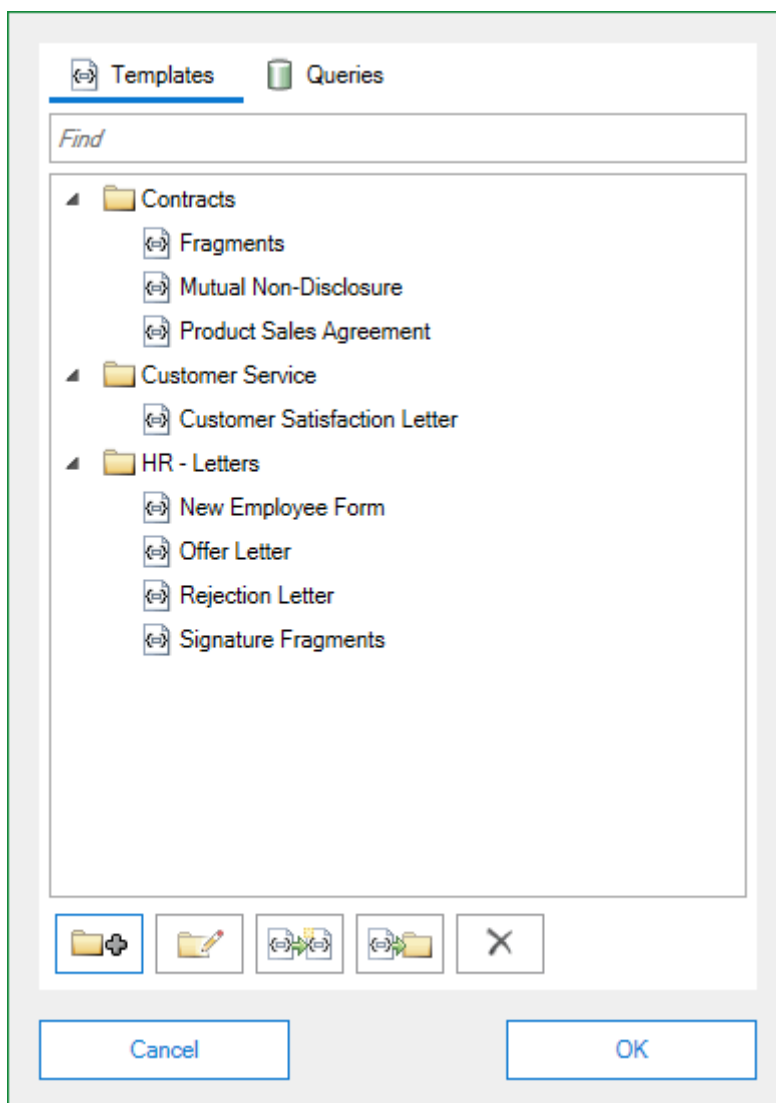 Templates Queries
Find
Contracts
Fragments
Mutual Non-Disclosure
Product Sales Agreement
Customer Service
Customer Satisfaction Letter
HR - Letters
New Employee Form
Offer Letter
Rejection Letter
Signature Fragments
Cancel OK